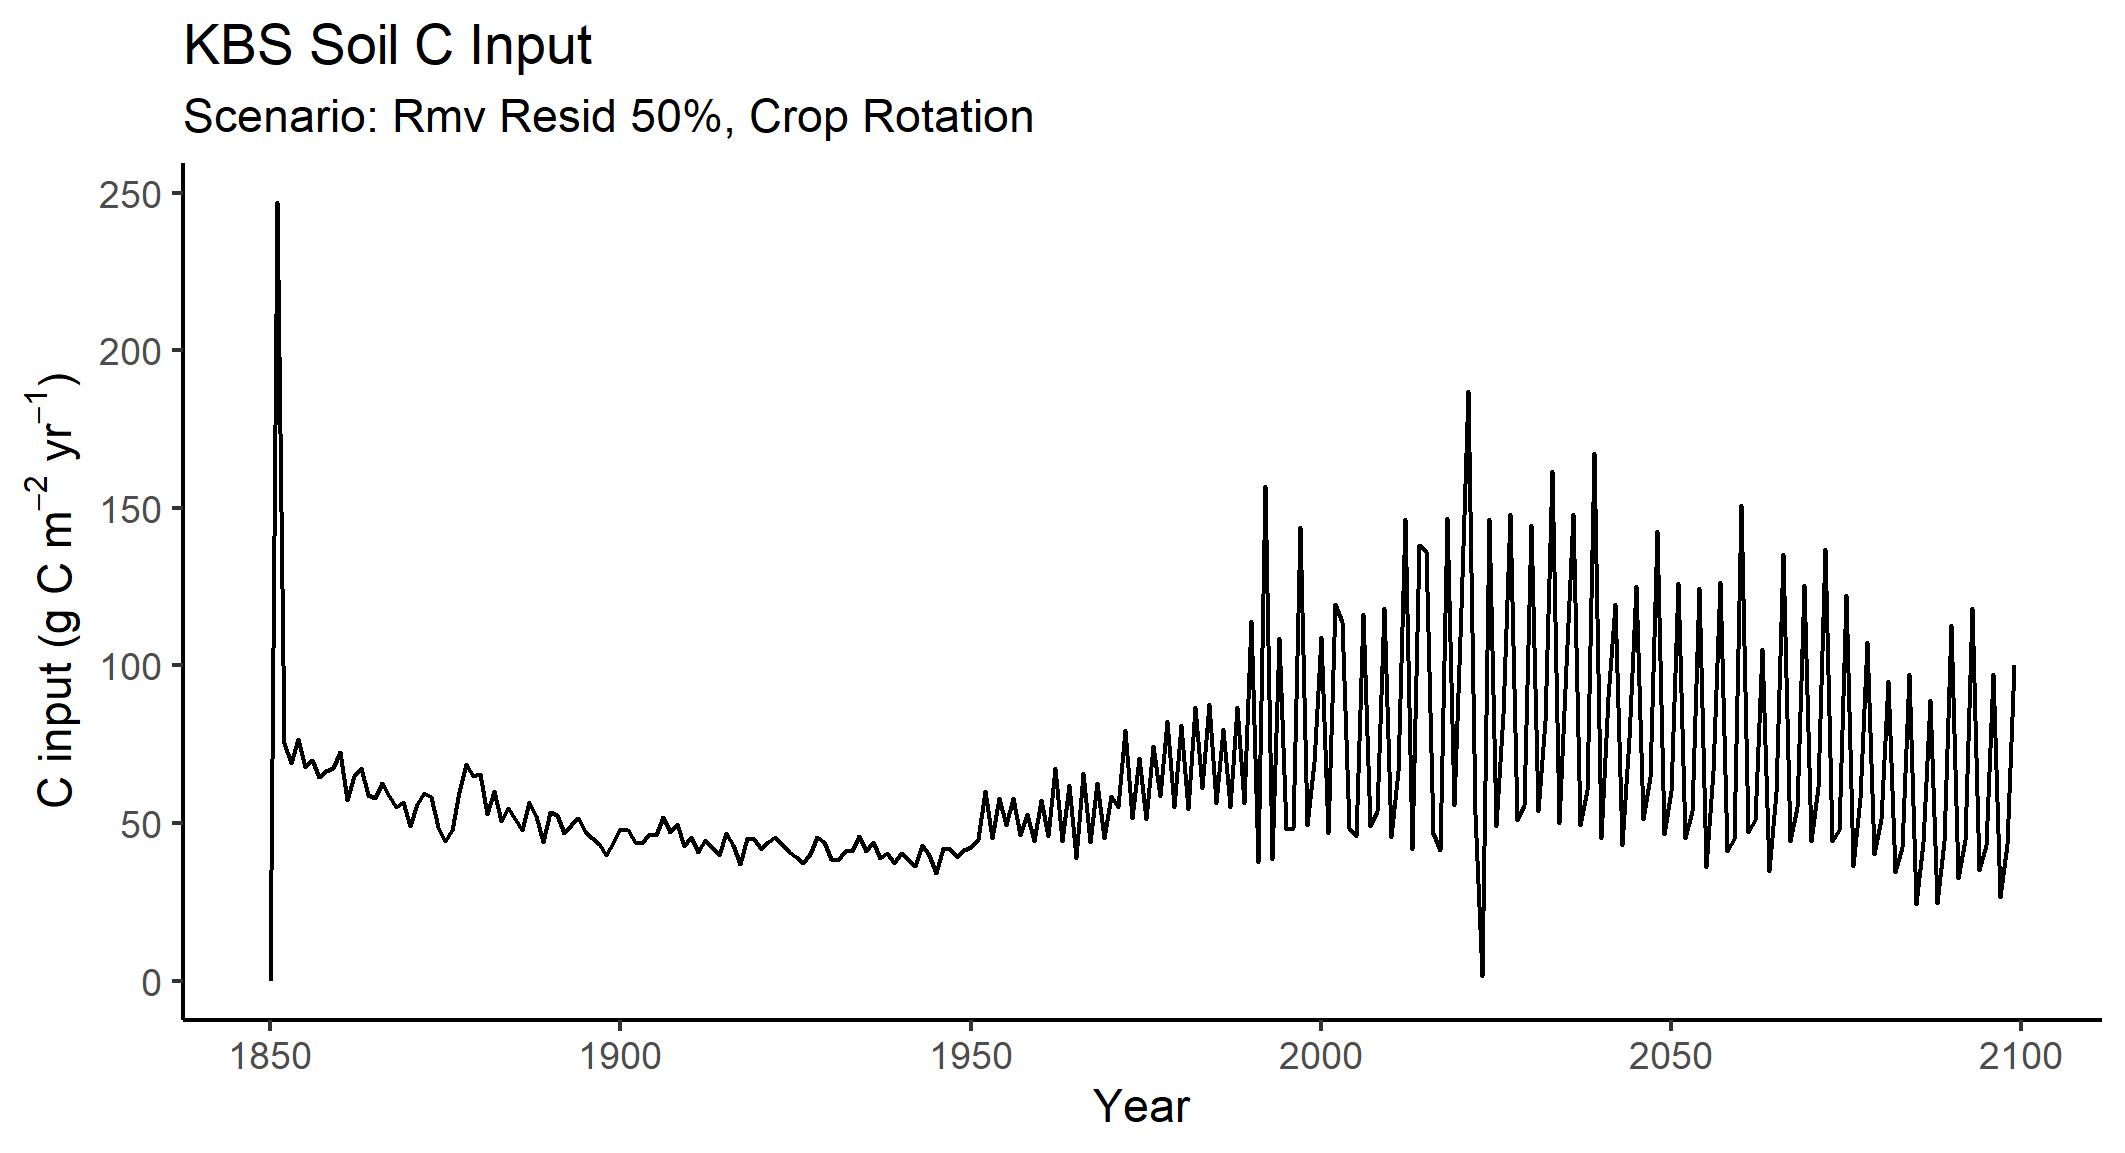 KBS Soil C Input
Scenario: Rmv Resid 50%, Crop Rotation
C input (g C m⁻² yr⁻¹)
250
200
150
100
50
0
1850 1900 1950 2000 2050 2100
Year